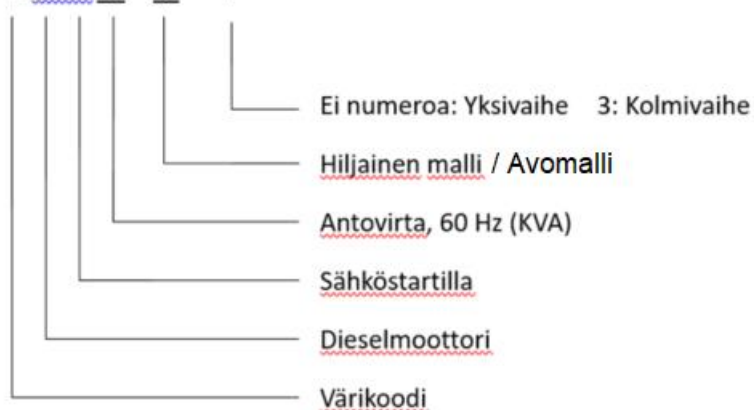 Ei numeroa: Yksivaihe 3: Kolmivaihe
Hiljainen malli / Avomalli
Antovirta, 60 Hz (KVA)
Sähköstartilla
Dieselmoottori
Värikoodi